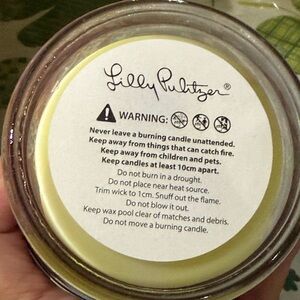 Lilly Pulitzer®
WARNING:
Never leave a burning candle unattended.
Keep away from things that can catch fire.
Keep away from children and pets.
Keep candles at least 10cm apart.
Do not burn in a drought.
Do not place near heat source.
Trim wick to 1cm. Snuff out the flame.
Do not blow it out.
Keep wax pool clear of matches and debris.
Do not move a burning candle.